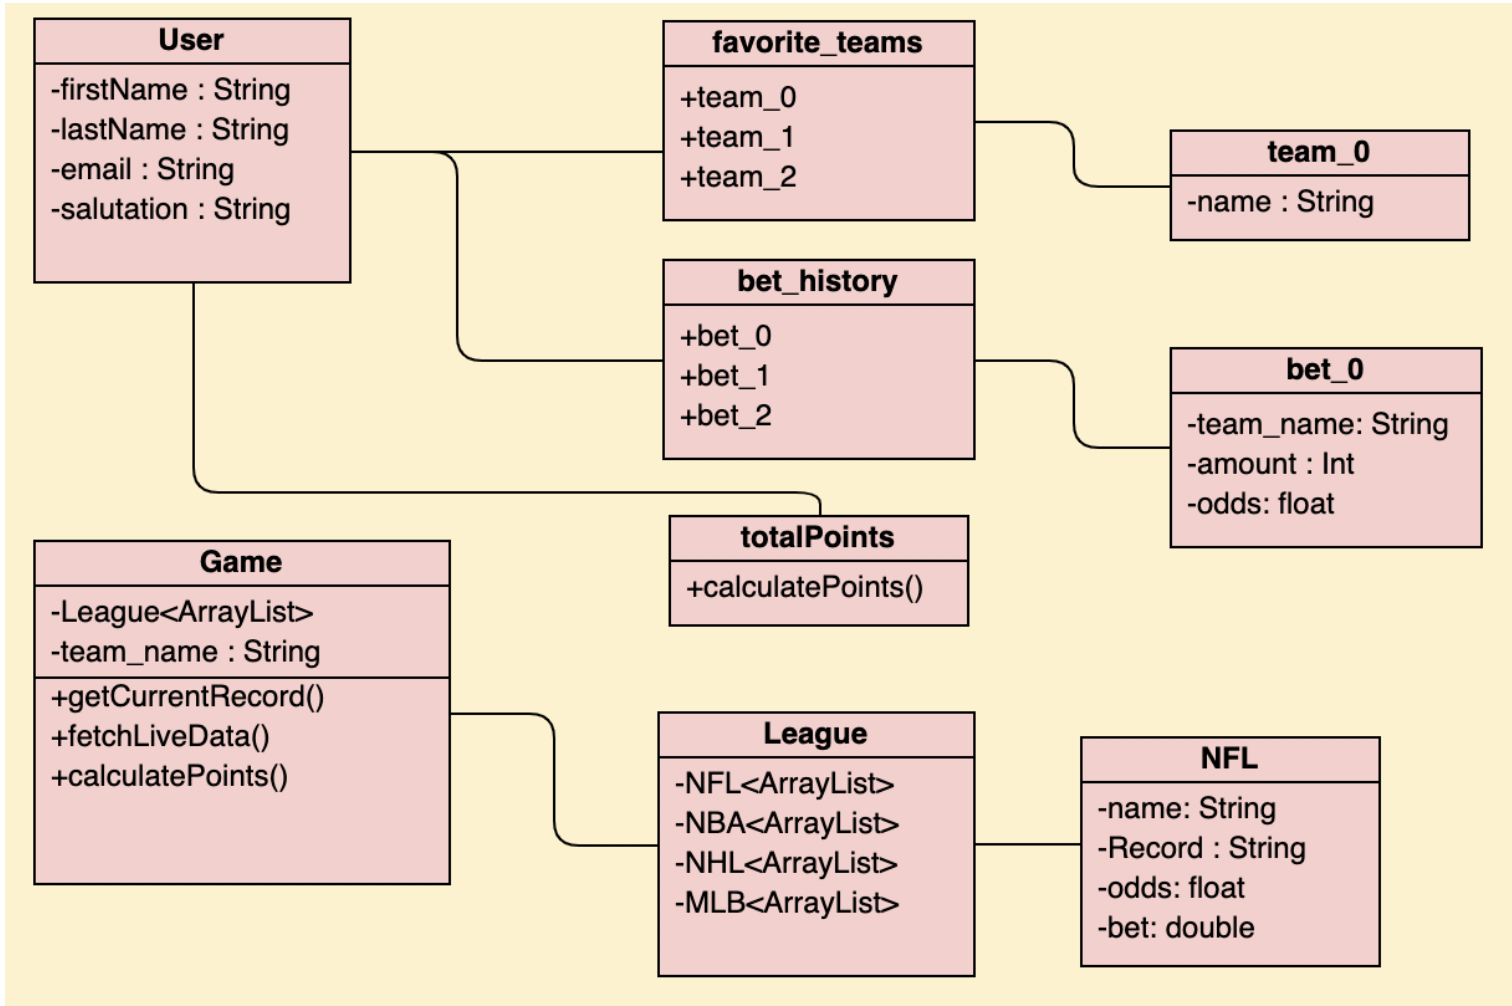 User
-firstName : String
-lastName : String
-email : String
-salutation : String
favorite_teams
+team_0
+team_1
+team_2
team_0
-name : String
bet_history
+bet_0
+bet_1
+bet_2
bet_0
-team_name: String
-amount : Int
-odds: float
totalPoints
+calculatePoints()
Game
-League<ArrayList>
-team_name : String
+getCurrentRecord()
+fetchLiveData()
+calculatePoints()
League
-NFL<ArrayList>
-NBA<ArrayList>
-NHL<ArrayList>
-MLB<ArrayList>
NFL
-name: String
-Record : String
-odds: float
-bet: double